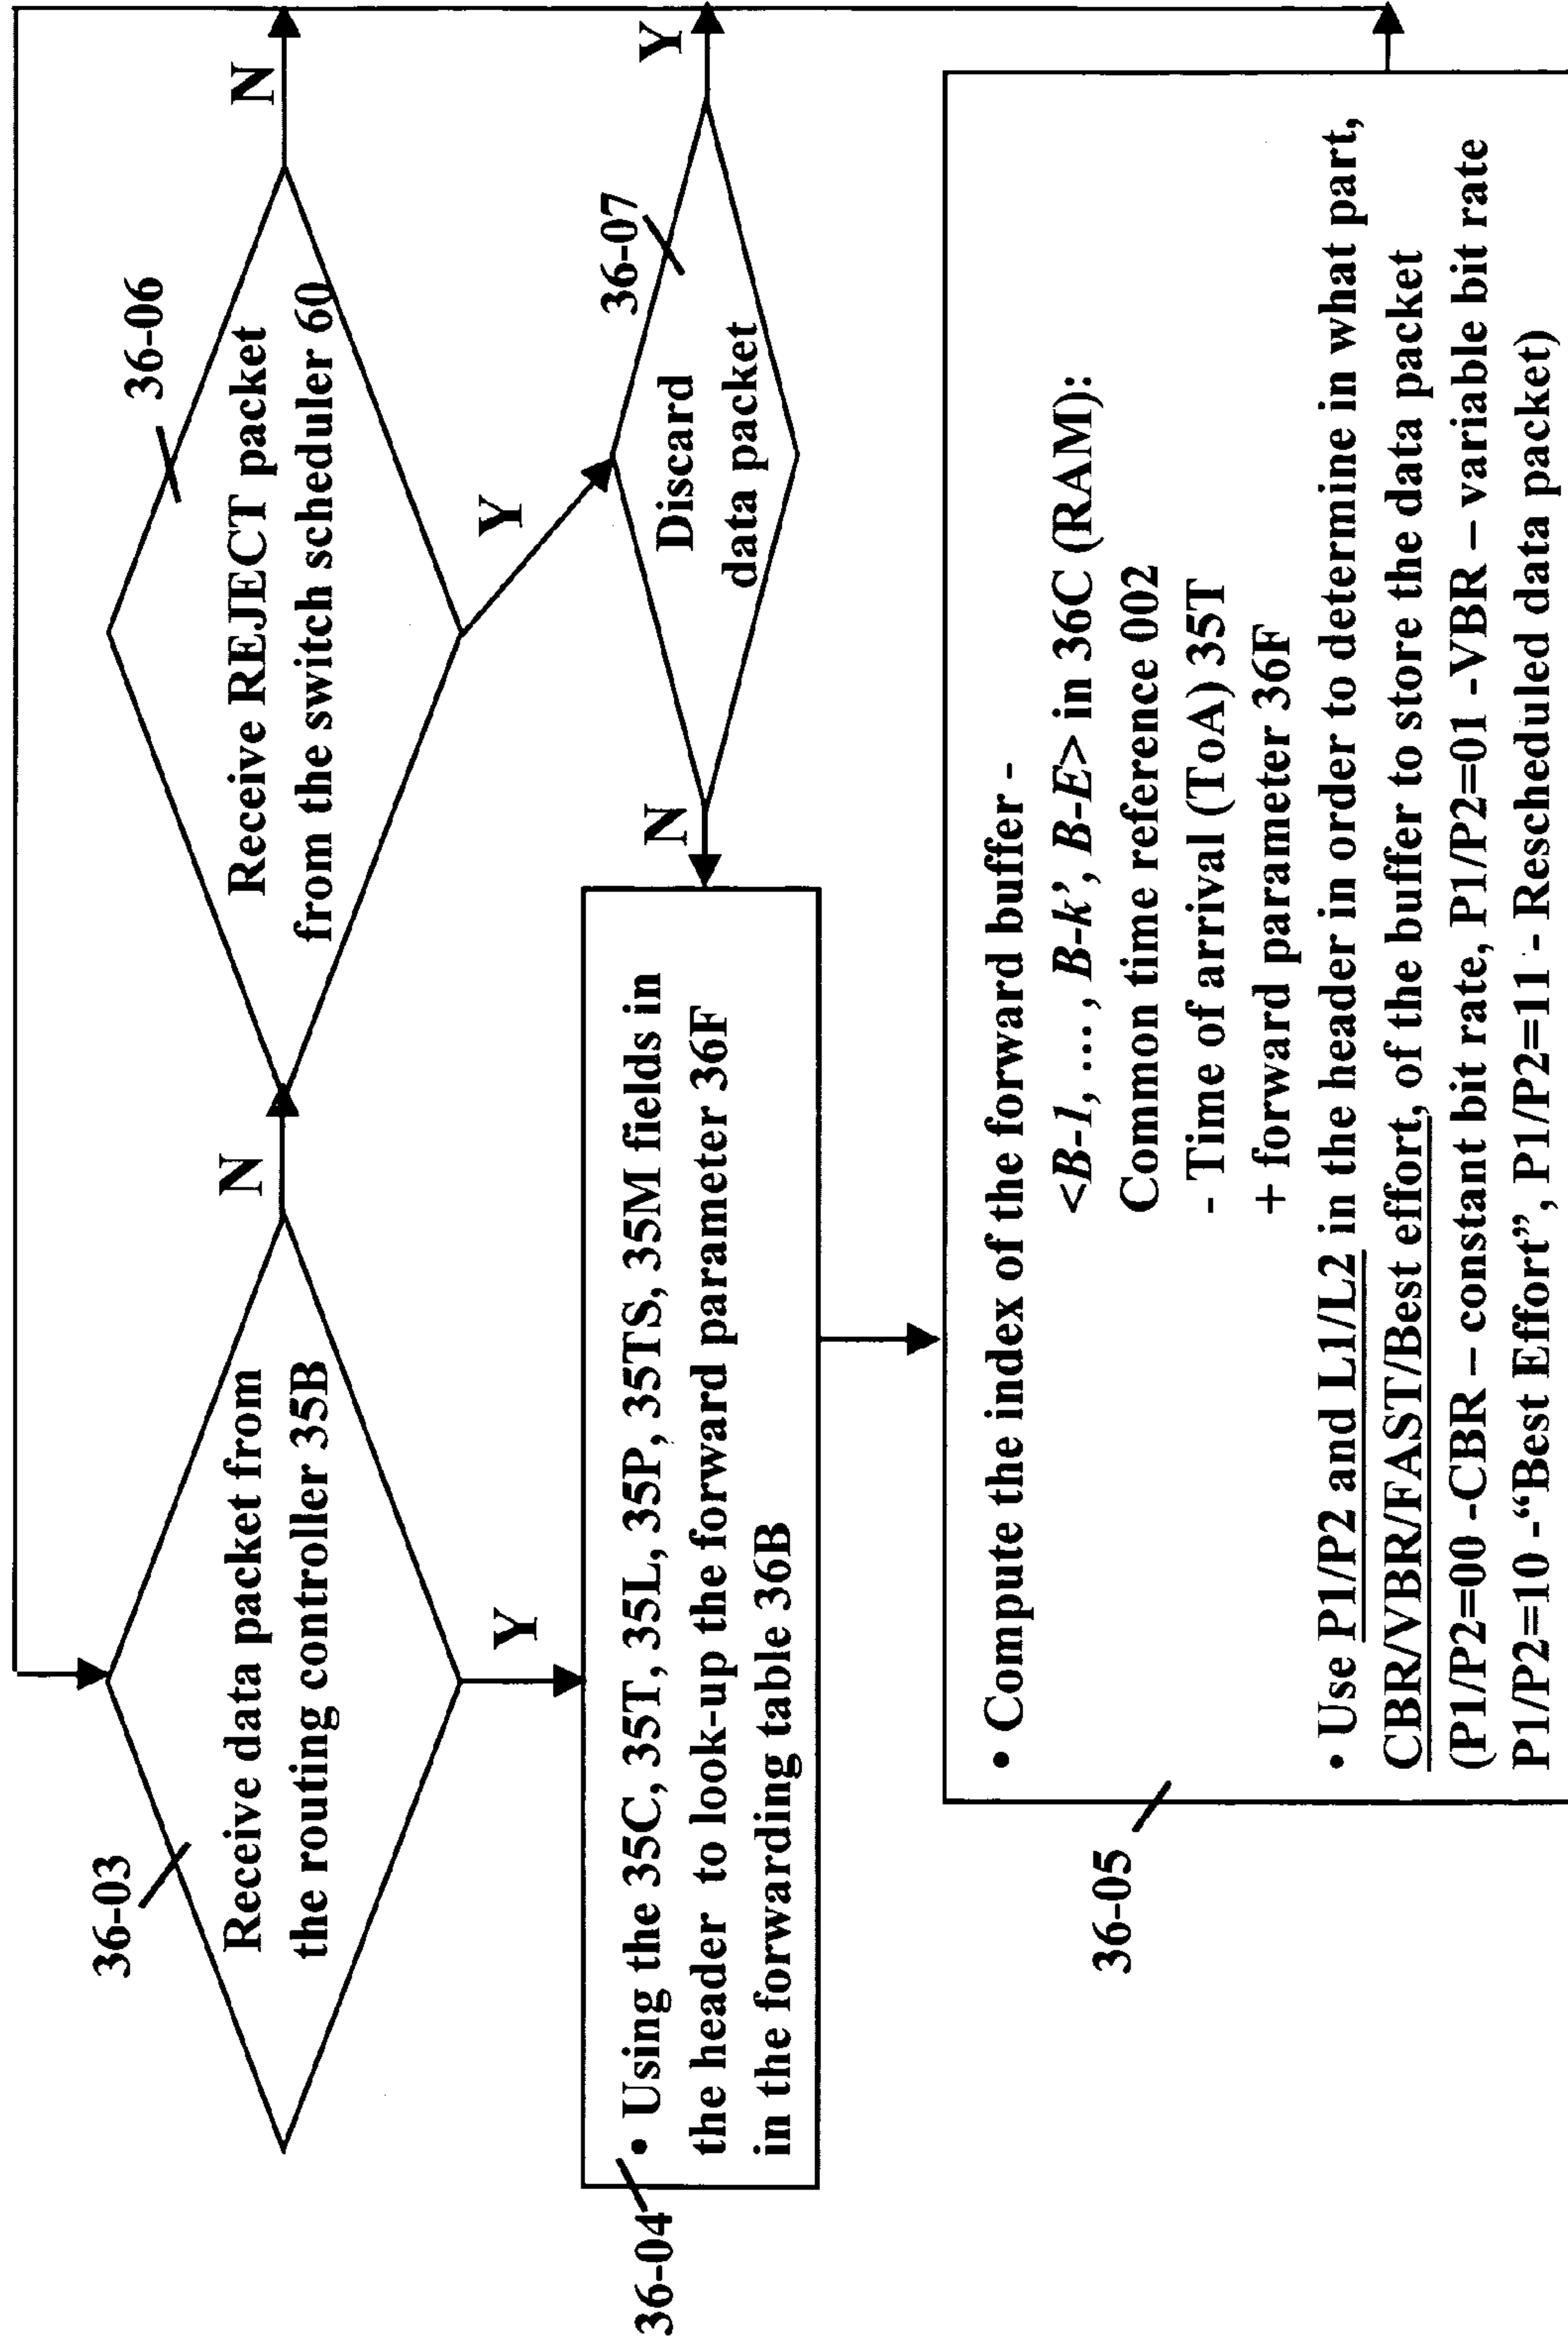 36-03
Receive data packet from
the routing controller 35B
N
Y
36-06
Receive REJECT packet
from the switch scheduler 60
N
Y
36-07
Discard
data packet
Y
N
36-04
• Using the 35C, 35T, 35L, 35P, 35TS, 35M fields in
the header to look-up the forward parameter 36F
in the forwarding table 36B
36-05
• Compute the index of the forward buffer -
<B-1, ... , B-k', B-E> in 36C (RAM):
Common time reference 002
- Time of arrival (ToA) 35T
+ forward parameter 36F
• Use P1/P2 and L1/L2 in the header in order to determine in what part,
CBR/VBR/FAST/Best effort, of the buffer to store the data packet
(P1/P2=00 -CBR – constant bit rate, P1/P2=01 -VBR – variable bit rate
P1/P2=10 -“Best Effort”, P1/P2=11 - Rescheduled data packet)